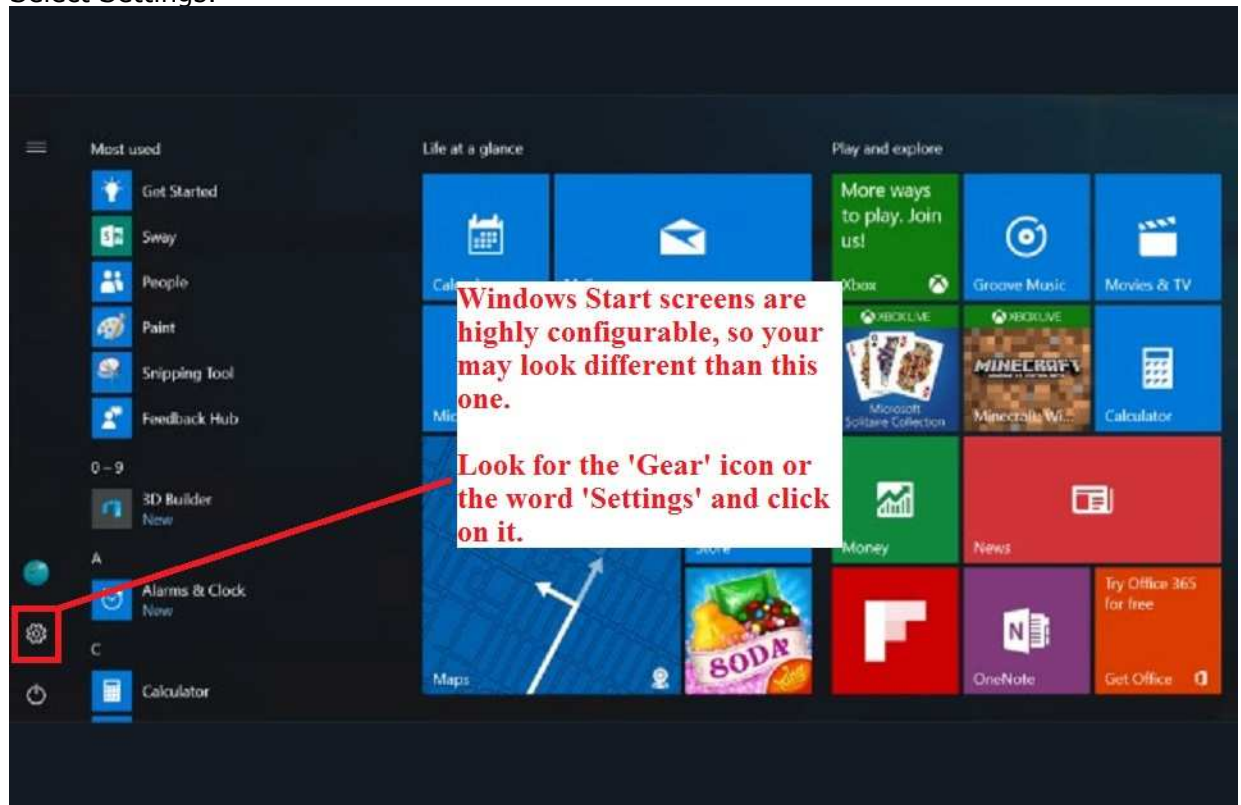 Select Settings.
Most used
Life at a glance
Play and explore
Get Started
Sway
People
Paint
Snipping Tool
Feedback Hub
0 – 9
3D Builder
New
A
Alarms & Clock
New
C
Calculator
More ways
to play. Join
us!
Xbox
Groove Music
Movies & TV
Windows Start screens are
highly configurable, so your
may look different than this
one.
Look for the 'Gear' icon or
the word 'Settings' and click
on it.
XBOX LIVE
Microsoft
Solitaire Collection
XBOX LIVE
MINECRAFT
Minecraft: Wi...
Calculator
Store
Money
News
Maps
SODA
N
OneNote
Try Office 365
for free
Get Office